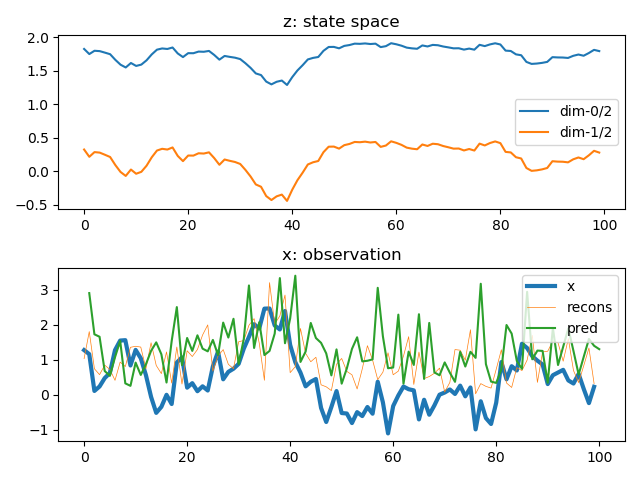 z: state space
2.0
1.5
1.0
0.5
0.0
−0.5
dim-0/2
dim-1/2
0 20 40 60 80 100
x: observation
3
2
1
0
−1
x
recons
pred
0 20 40 60 80 100